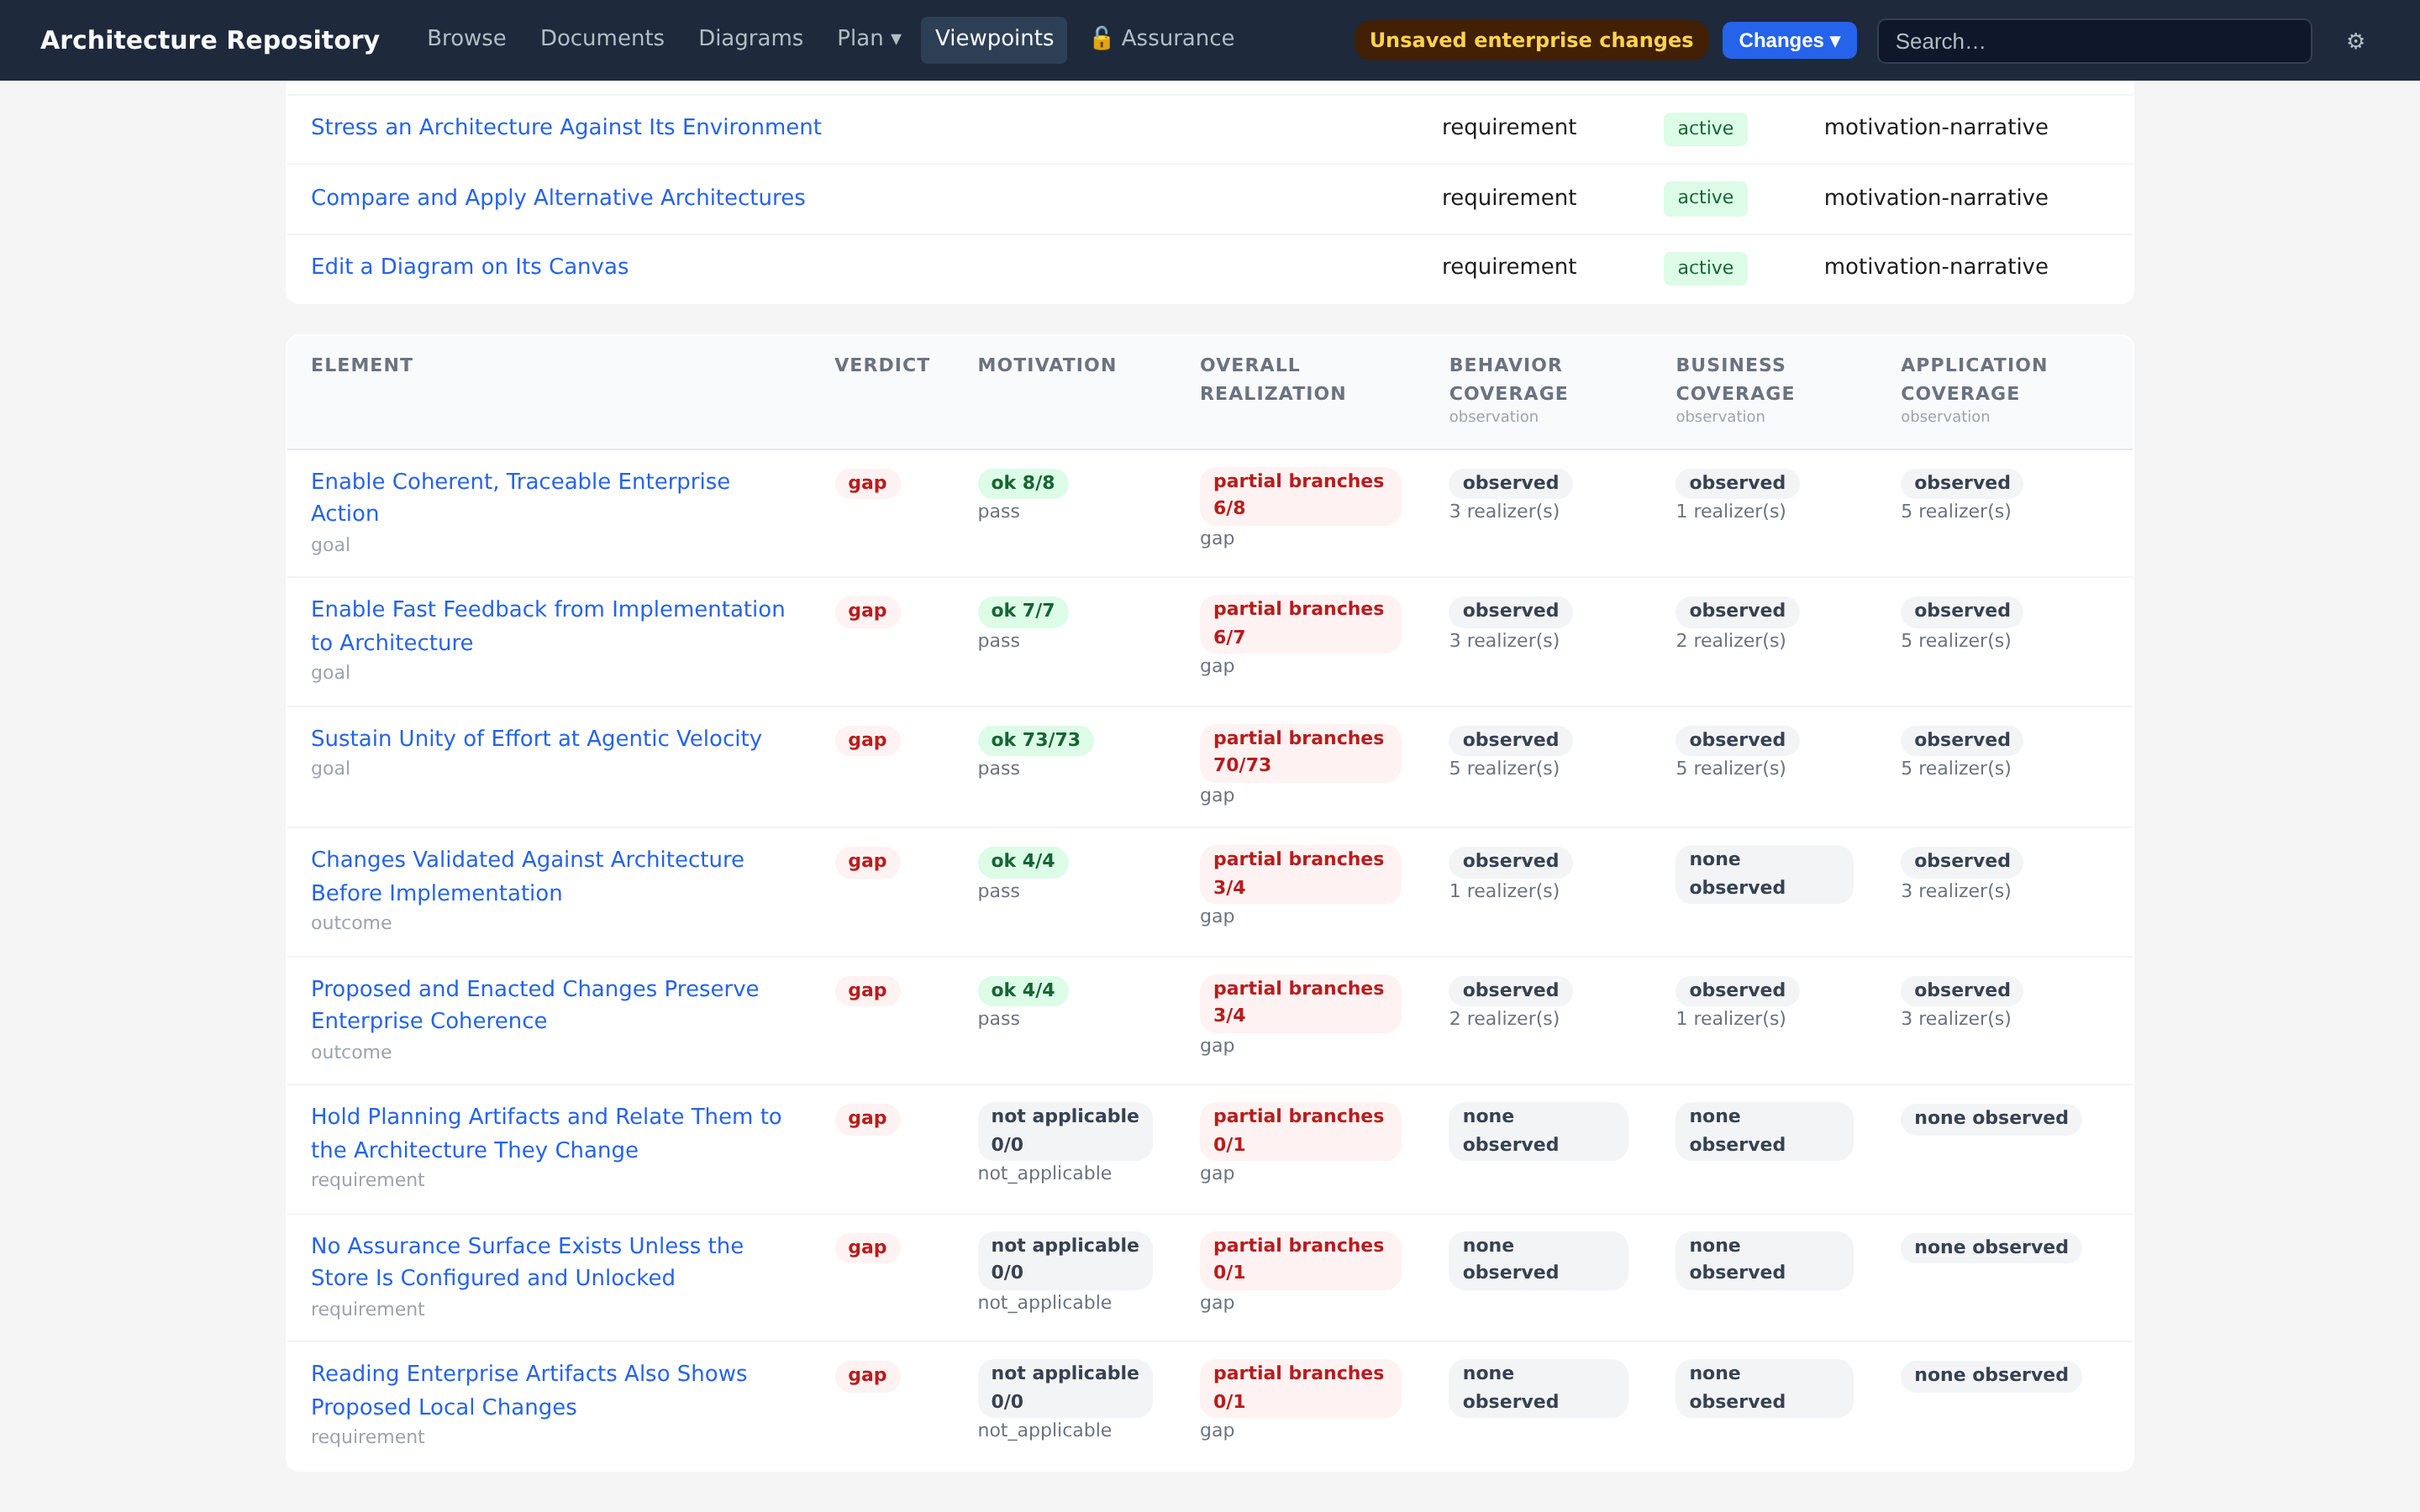 Architecture Repository Browse Documents Diagrams Plan ▾ Viewpoints 🔓 Assurance Unsaved enterprise changes Changes ▾ Search… ⚙
Stress an Architecture Against Its Environment requirement active motivation-narrative
Compare and Apply Alternative Architectures requirement active motivation-narrative
Edit a Diagram on Its Canvas requirement active motivation-narrative
ELEMENT VERDICT MOTIVATION OVERALL BEHAVIOR BUSINESS APPLICATION
REALIZATION COVERAGE COVERAGE COVERAGE
observation observation observation
Enable Coherent, Traceable Enterprise gap ok 8/8 partial branches observed observed observed
Action pass 6/8 3 realizer(s) 1 realizer(s) 5 realizer(s)
goal gap
Enable Fast Feedback from Implementation gap ok 7/7 partial branches observed observed observed
to Architecture pass 6/7 3 realizer(s) 2 realizer(s) 5 realizer(s)
goal gap
Sustain Unity of Effort at Agentic Velocity gap ok 73/73 partial branches observed observed observed
goal pass 70/73 5 realizer(s) 5 realizer(s) 5 realizer(s)
gap
Changes Validated Against Architecture gap ok 4/4 partial branches observed none observed
Before Implementation pass 3/4 1 realizer(s) observed 3 realizer(s)
outcome gap
Proposed and Enacted Changes Preserve gap ok 4/4 partial branches observed observed observed
Enterprise Coherence pass 3/4 2 realizer(s) 1 realizer(s) 3 realizer(s)
outcome gap
Hold Planning Artifacts and Relate Them to gap not applicable partial branches none none none observed
the Architecture They Change 0/0 0/1 observed observed
requirement not_applicable gap
No Assurance Surface Exists Unless the gap not applicable partial branches none none none observed
Store Is Configured and Unlocked 0/0 0/1 observed observed
requirement not_applicable gap
Reading Enterprise Artifacts Also Shows gap not applicable partial branches none none none observed
Proposed Local Changes 0/0 0/1 observed observed
requirement not_applicable gap